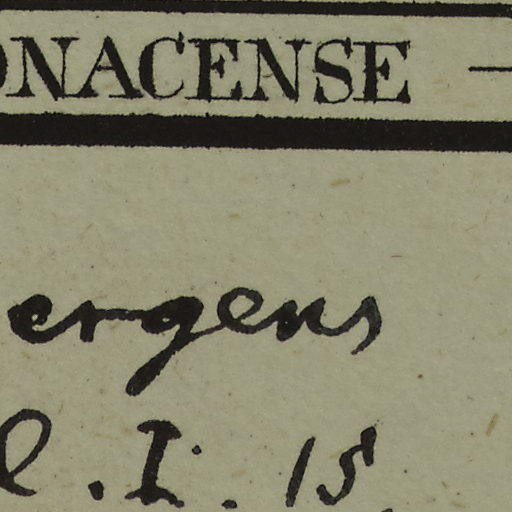 ONACENSE —
ergens
l. I. 15.